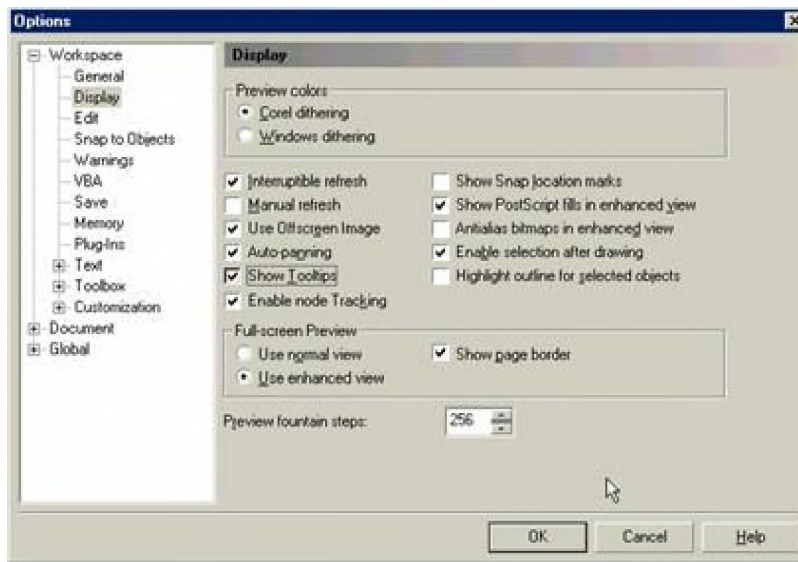 Options
Workspace
General
Display
Edit
Snap to Objects
Warnings
VBA
Save
Memory
Plug-Ins
Text
Toolbox
Customization
Document
Global
Display
Preview colors
Corel dithering
Windows dithering
Interruptible refresh
Manual refresh
Use Offscreen Image
Auto-panning
Show Tooltips
Enable node Tracking
Show Snap location marks
Show PostScript fills in enhanced view
Antialias bitmaps in enhanced view
Enable selection after drawing
Highlight outline for selected objects
Full-screen Preview
Use normal view
Use enhanced view
Show page border
Preview fountain steps:
256
OK
Cancel
Help